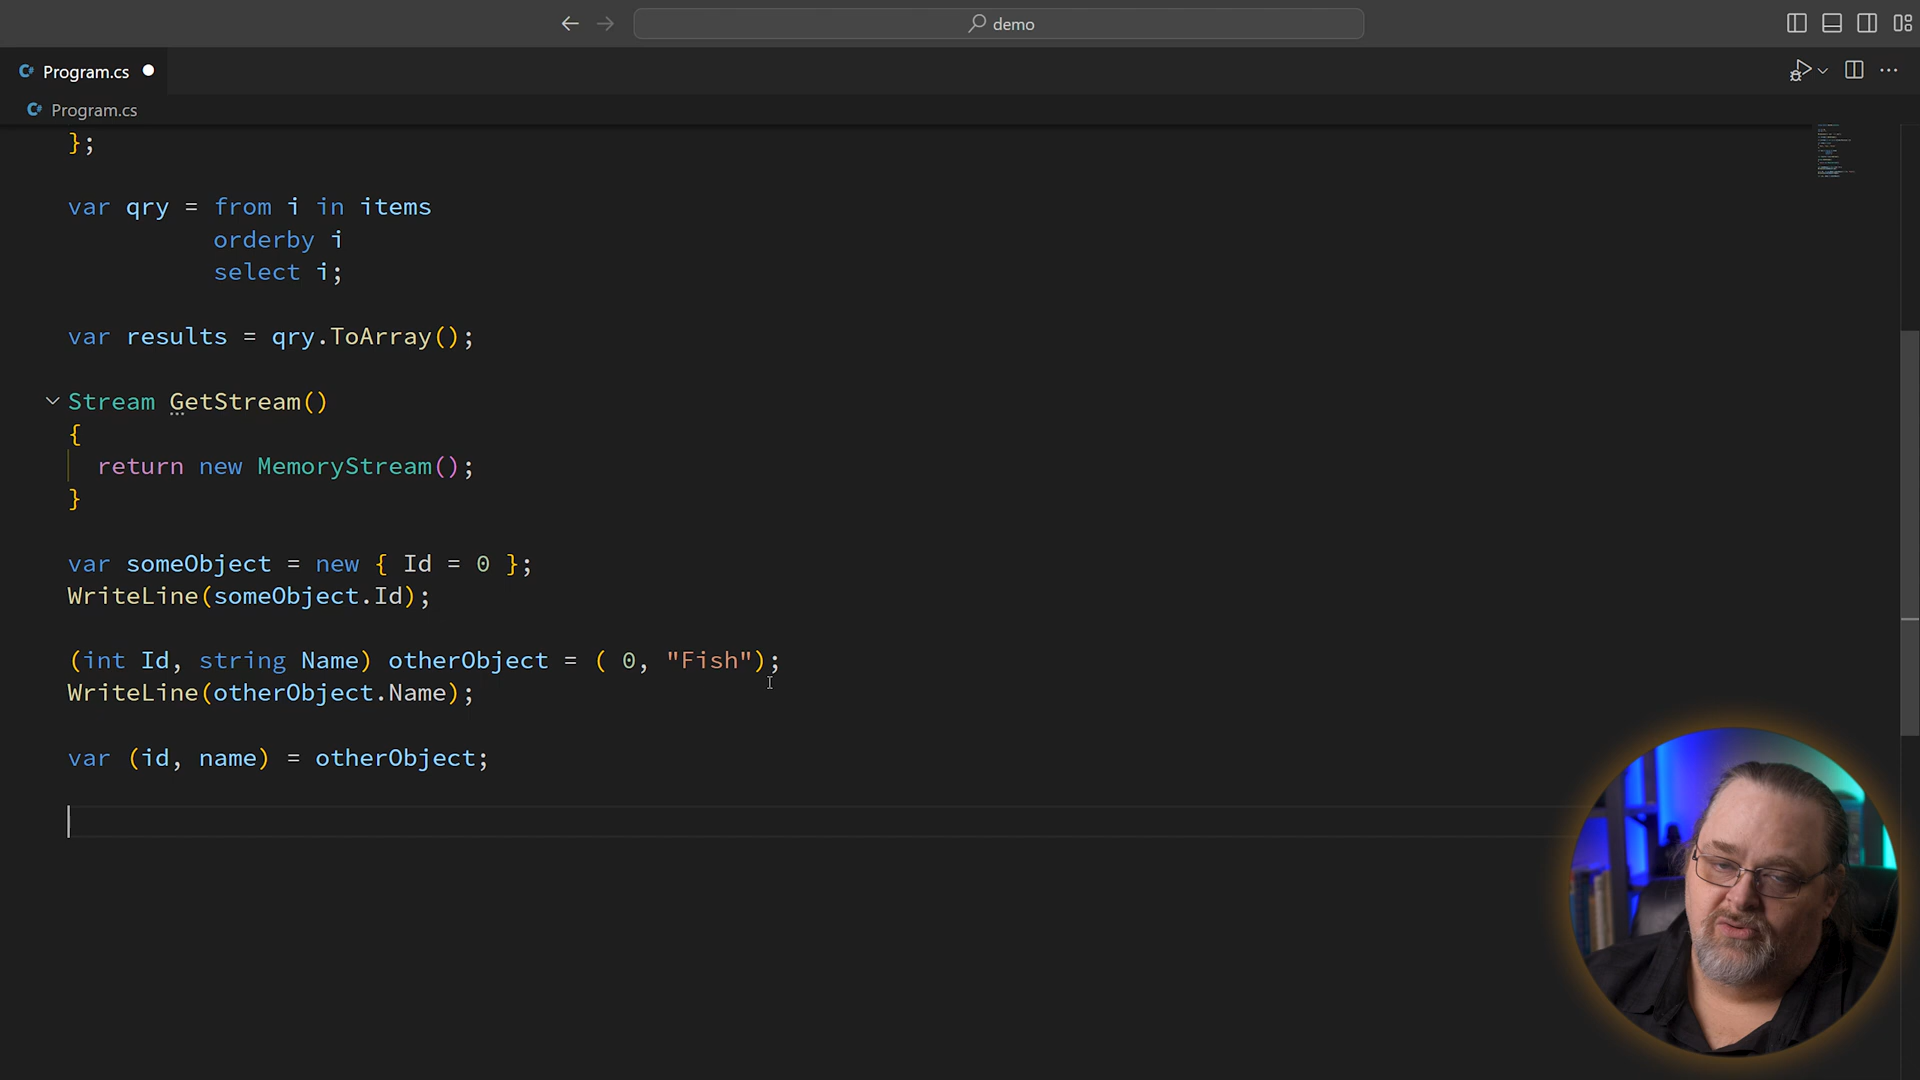 demo
Program.cs
Program.cs
};
var qry = from i in items
orderby i
select i;
var results = qry.ToArray();
Stream GetStream()
{
return new MemoryStream();
}
var someObject = new { Id = 0 };
WriteLine(someObject.Id);
(int Id, string Name) otherObject = ( 0, "Fish");
WriteLine(otherObject.Name);
var (id, name) = otherObject;